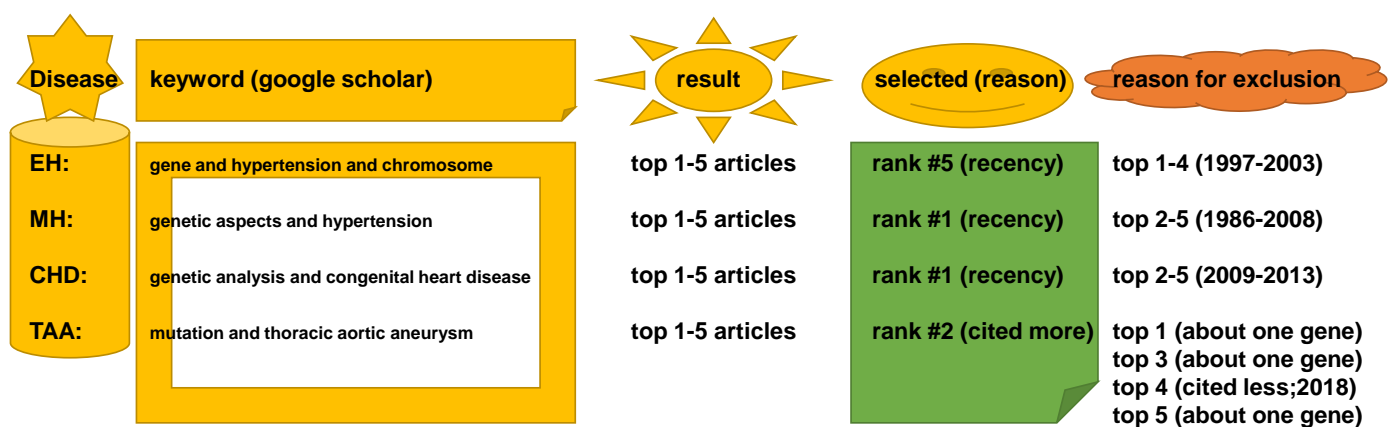 Disease keyword (google scholar) result selected (reason) reason for exclusion
EH: gene and hypertension and chromosome top 1-5 articles rank #5 (recency) top 1-4 (1997-2003)
MH: genetic aspects and hypertension top 1-5 articles rank #1 (recency) top 2-5 (1986-2008)
CHD: genetic analysis and congenital heart disease top 1-5 articles rank #1 (recency) top 2-5 (2009-2013)
TAA: mutation and thoracic aortic aneurysm top 1-5 articles rank #2 (cited more) top 1 (about one gene)
top 3 (about one gene)
top 4 (cited less;2018)
top 5 (about one gene)